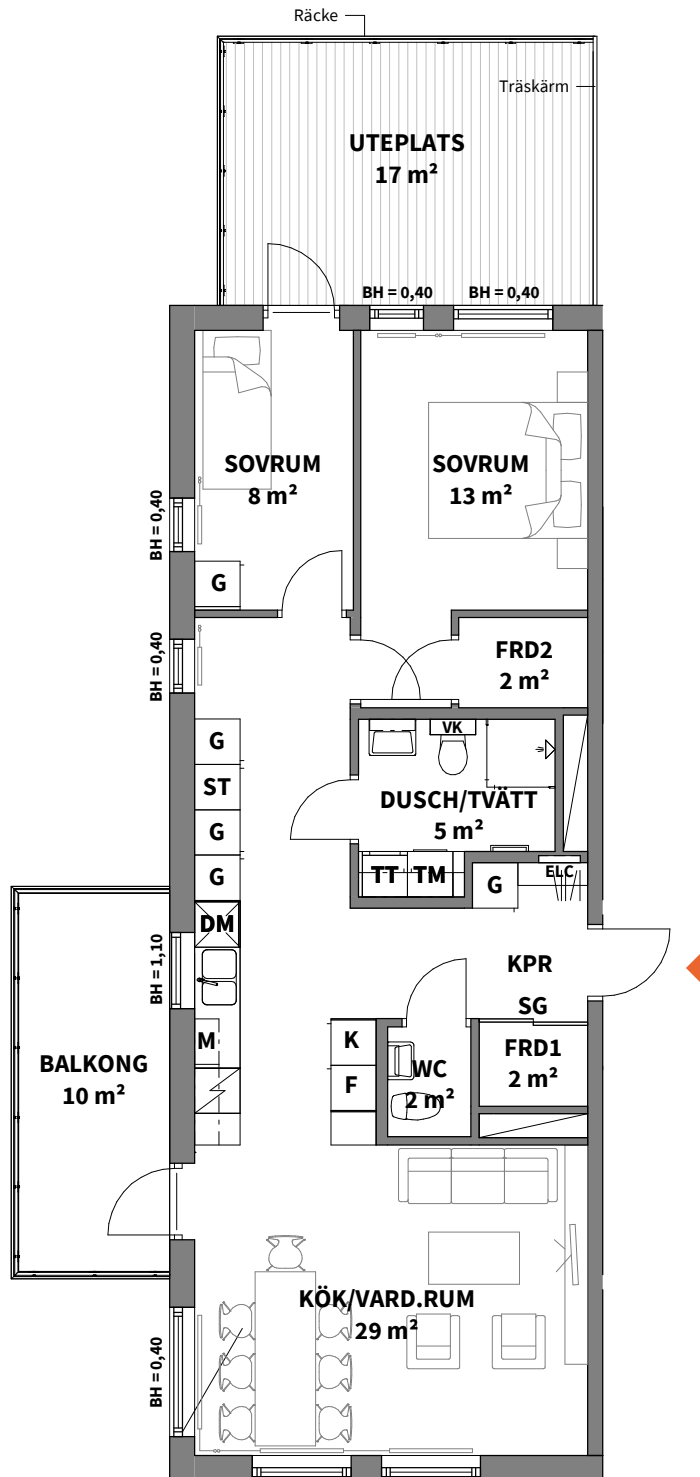 Räcke
Träskärm
UTEPLATS
17 m²
BH = 0,40
BH = 0,40
SOVRUM
8 m²
SOVRUM
13 m²
BH = 0,40
G
BH = 0,40
FRD2
2 m²
G
ST
G
G
DM
VK
DUSCH/TVÄTT
5 m²
TT
TM
G
ELC
BH = 1,10
KPR
SG
M
K
F
WC
2 m²
FRD1
2 m²
BALKONG
10 m²
KÖK/VARD.RUM
29 m²
BH = 0,40